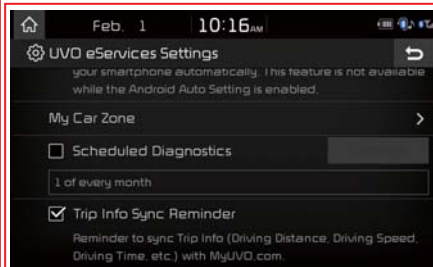 Feb. 1 10:16AM
UVO eServices Settings
your smartphone automatically. This feature is not available
while the Android Auto Setting is enabled.
My Car Zone
Scheduled Diagnostics
1 of every month
Trip Info Sync Reminder
Reminder to sync Trip Info (Driving Distance, Driving Speed,
Driving Time, etc.) with MyUVO.com.